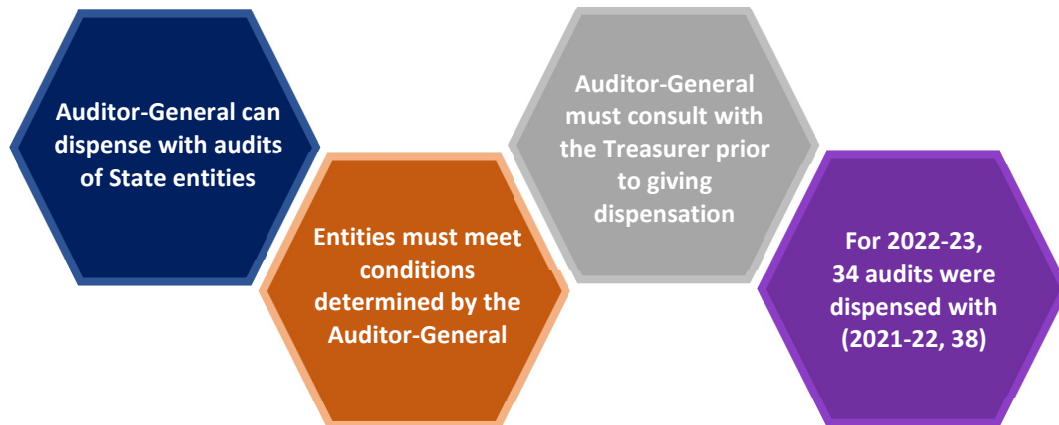 Auditor-General can
dispense with audits
of State entities
Entities must meet
conditions
determined by the
Auditor-General
Auditor-General
must consult with
the Treasurer prior
to giving
dispensation
For 2022-23,
34 audits were
dispensed with
(2021-22, 38)